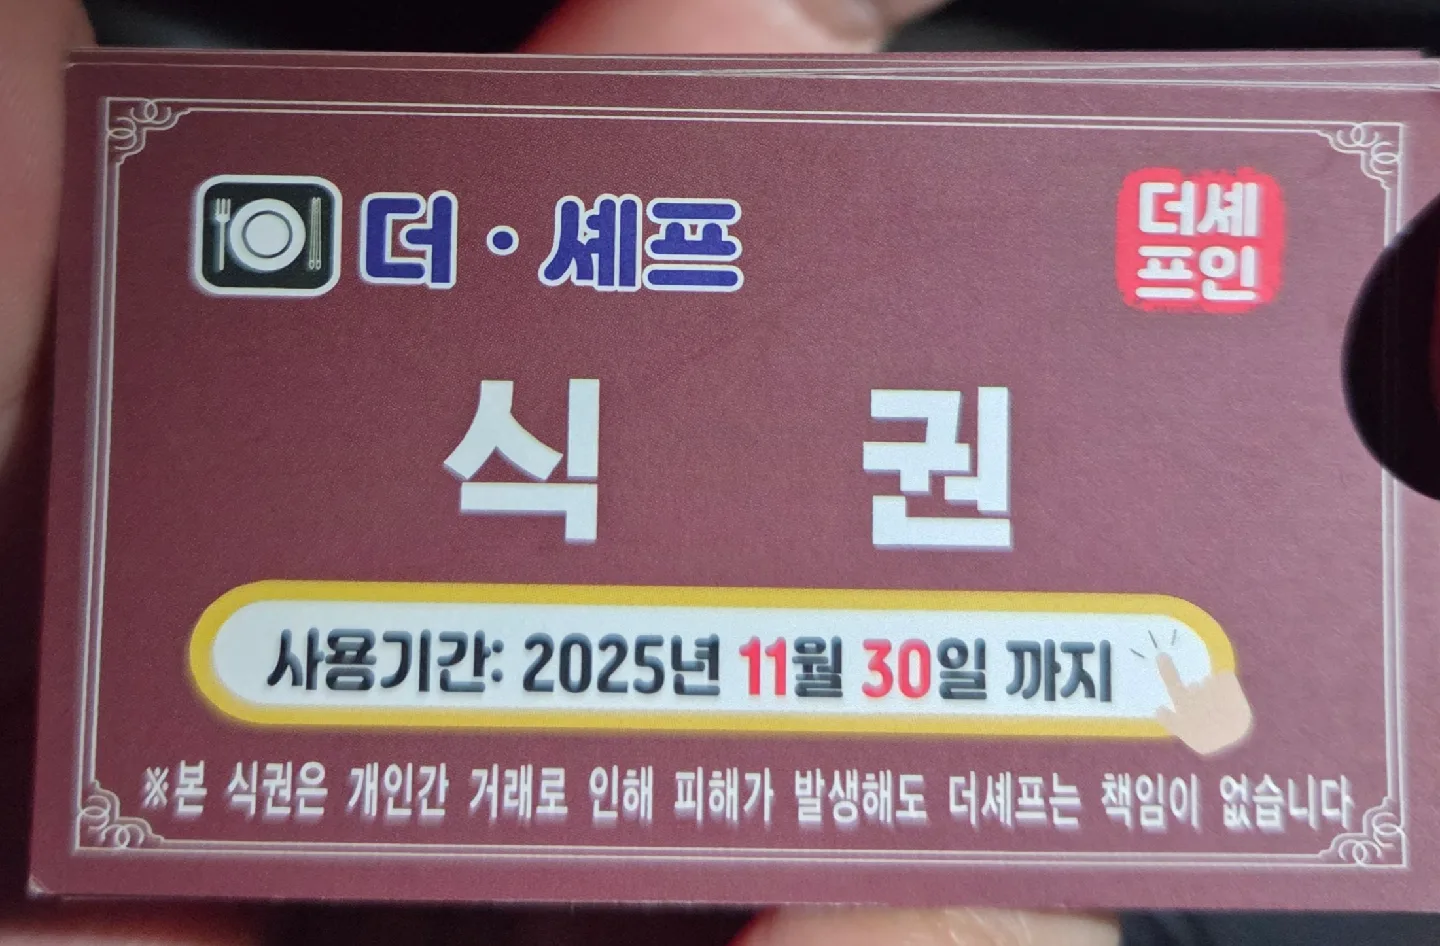 더·셰프
더셰
프인
식 권
사용기간: 2025년 11월 30일 까지
※본 식권은 개인간 거래로 인해 피해가 발생해도 더셰프는 책임이 없습니다